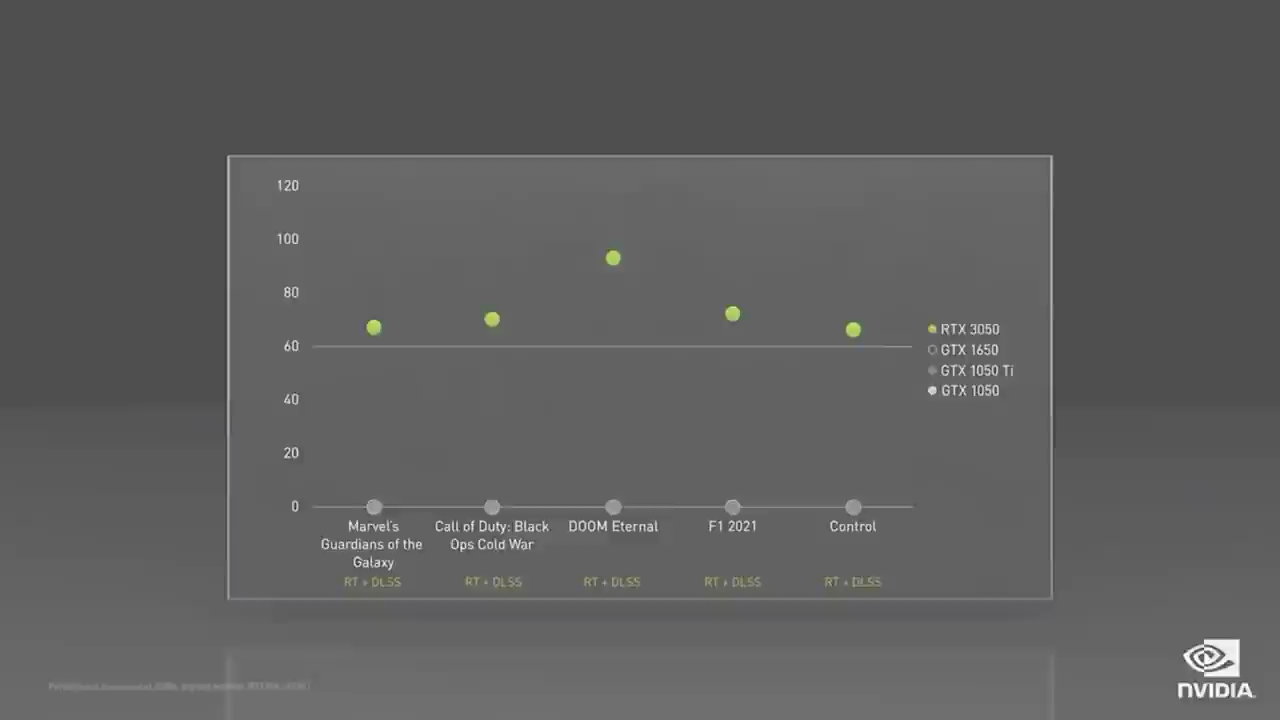 120
100
80
60
40
20
0
RTX 3050
GTX 1650
GTX 1050 Ti
GTX 1050
Marvel's
Guardians of the
Galaxy
Call of Duty: Black
Ops Cold War
DOOM Eternal
F1 2021
Control
RT + DLSS
RT + DLSS
RT + DLSS
RT + DLSS
RT + DLSS
NVIDIA